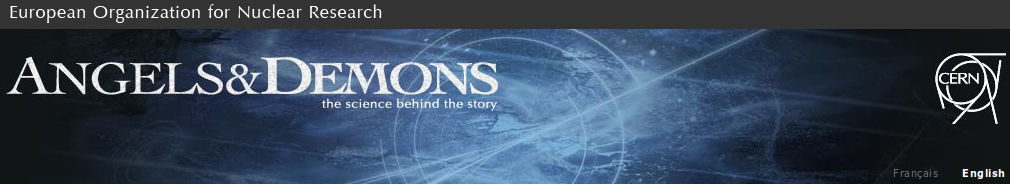 European Organization for Nuclear Research
ANGELS&DEMONS
the science behind the story
CERN
Français English